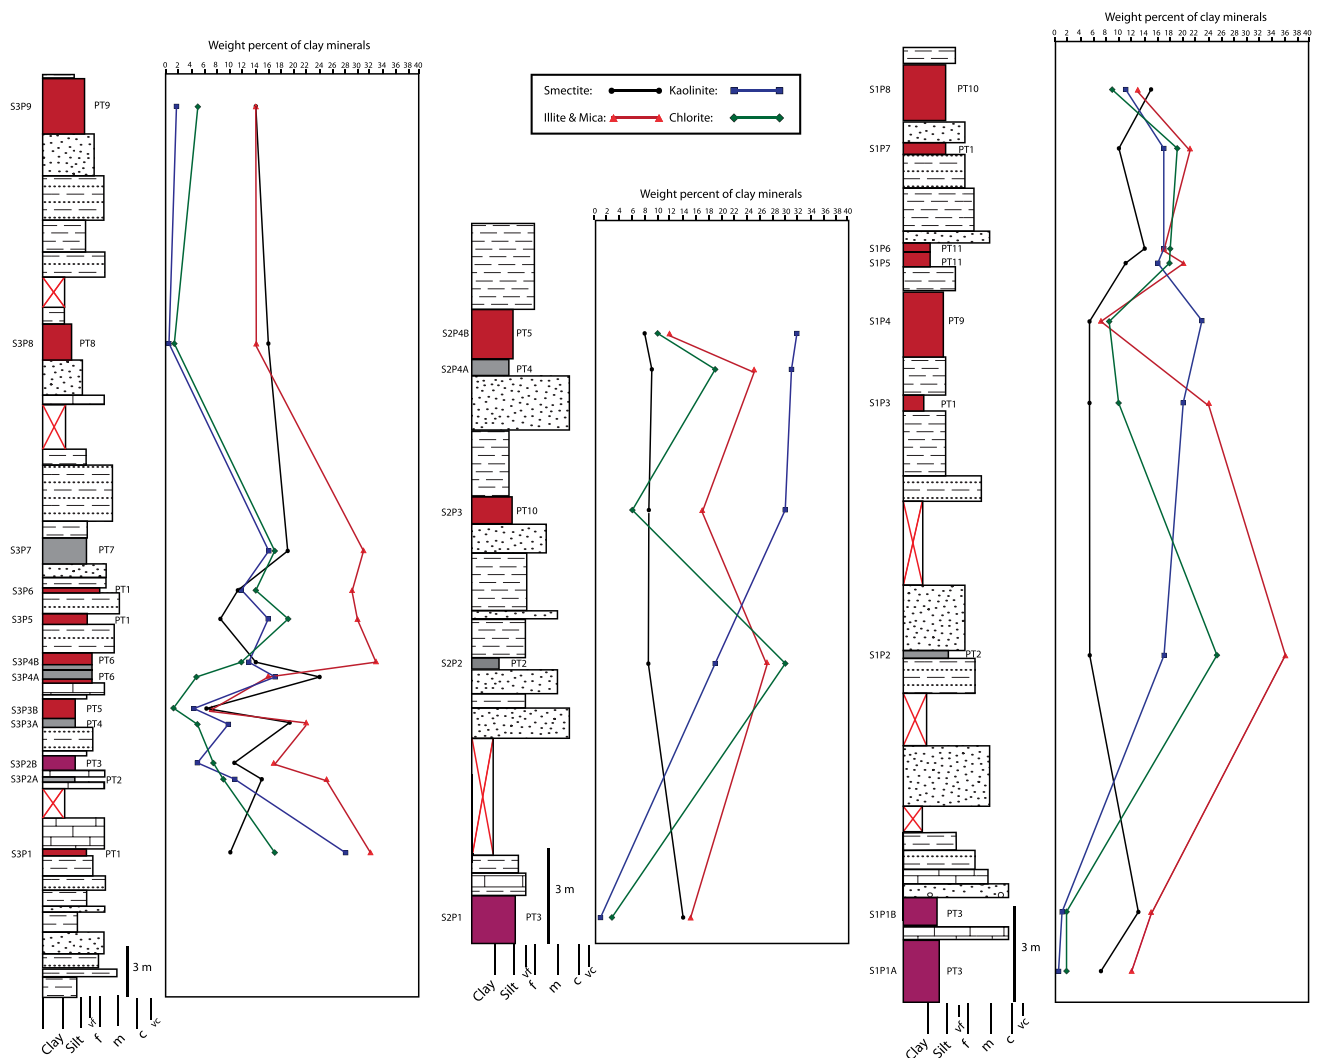 Weight percent of clay minerals
0 2 4 6 8 10 12 14 16 18 20 22 24 26 28 30 32 34 36 38 40
S3P9 PT9
S3P8 PT8
S3P7 PT7
S3P6 PT1
S3P5 PT1
S3P4B PT6
S3P4A PT6
S3P3B PT5
S3P3A PT4
S3P2B PT3
S3P2A PT2
S3P1 PT1
3 m
Clay Silt vf f m c vc
Smectite: Kaolinite:
Illite & Mica: Chlorite:
Weight percent of clay minerals
0 2 4 6 8 10 12 14 16 18 20 22 24 26 28 30 32 34 36 38 40
S2P4B PT5
S2P4A PT4
S2P3 PT10
S2P2 PT2
3 m
S2P1 PT3
Clay Silt vf f m c vc
Weight percent of clay minerals
0 2 4 6 8 10 12 14 16 18 20 22 24 26 28 30 32 34 36 38 40
S1P8 PT10
S1P7 PT1
S1P6 PT11
S1P5 PT11
S1P4 PT9
S1P3 PT1
S1P2 PT2
S1P1B PT3
3 m
S1P1A PT3
Clay Silt vf f m c vc